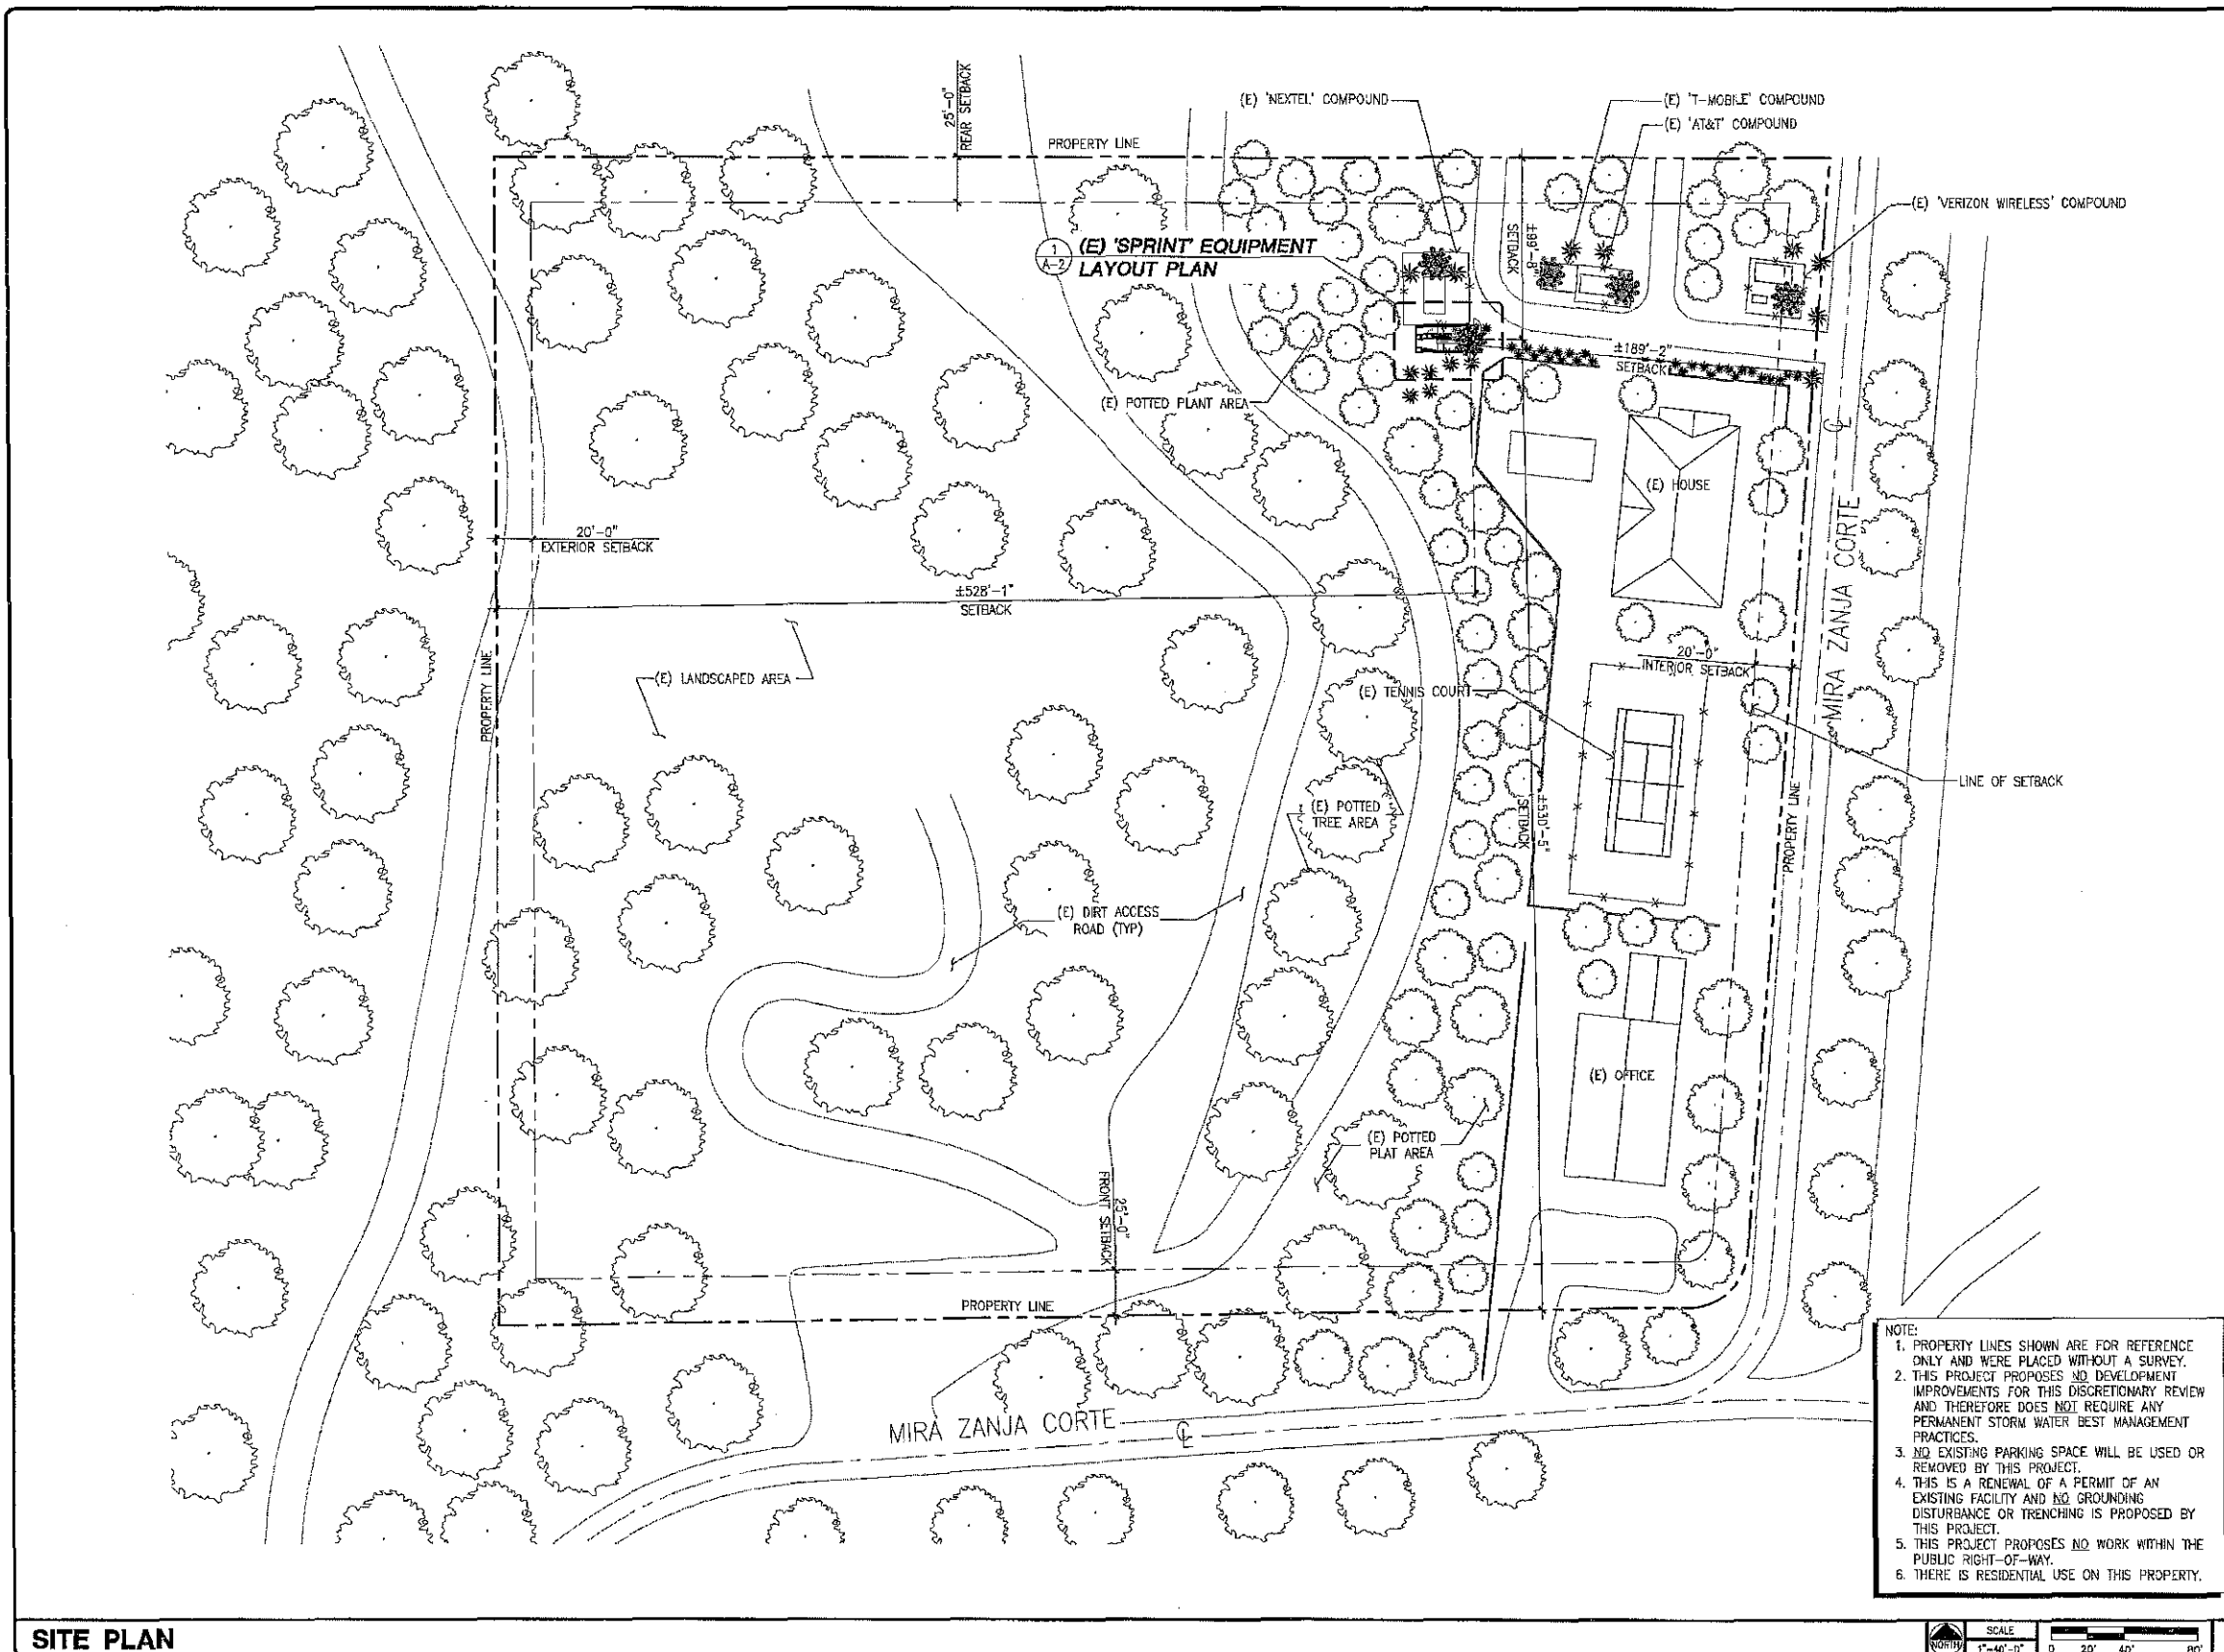 25'-0"
REAR SETBACK
PROPERTY LINE
(E) 'NEXTEL' COMPOUND
(E) 'T-MOBILE' COMPOUND
(E) 'AT&T' COMPOUND
(E) 'VERIZON WIRELESS' COMPOUND
1
A-2
(E) 'SPRINT' EQUIPMENT
LAYOUT PLAN
±99'-8"
SETBACK
±189'-2"
SETBACK
(E) POTTED PLANT AREA
(E) HOUSE
MIRA ZANJA CORTE
20'-0"
EXTERIOR SETBACK
±528'-1"
SETBACK
PROPERTY LINE
(E) LANDSCAPED AREA
20'-0"
INTERIOR SETBACK
(E) TENNIS COURT
LINE OF SETBACK
(E) POTTED
TREE AREA
±530'-5"
SETBACK
PROPERTY LINE
(E) DIRT ACCESS
ROAD (TYP)
(E) OFFICE
(E) POTTED
PLAT AREA
25'-0"
FRONT SETBACK
PROPERTY LINE
MIRA ZANJA CORTE
NOTE:
1. PROPERTY LINES SHOWN ARE FOR REFERENCE
ONLY AND WERE PLACED WITHOUT A SURVEY.
2. THIS PROJECT PROPOSES NO DEVELOPMENT
IMPROVEMENTS FOR THIS DISCRETIONARY REVIEW
AND THEREFORE DOES NOT REQUIRE ANY
PERMANENT STORM WATER BEST MANAGEMENT
PRACTICES.
3. NO EXISTING PARKING SPACE WILL BE USED OR
REMOVED BY THIS PROJECT.
4. THIS IS A RENEWAL OF A PERMIT OF AN
EXISTING FACILITY AND NO GROUNDING
DISTURBANCE OR TRENCHING IS PROPOSED BY
THIS PROJECT.
5. THIS PROJECT PROPOSES NO WORK WITHIN THE
PUBLIC RIGHT-OF-WAY.
6. THERE IS RESIDENTIAL USE ON THIS PROPERTY.
SITE PLAN
NORTH
SCALE
1"=40'-0"
0 20' 40' 80'